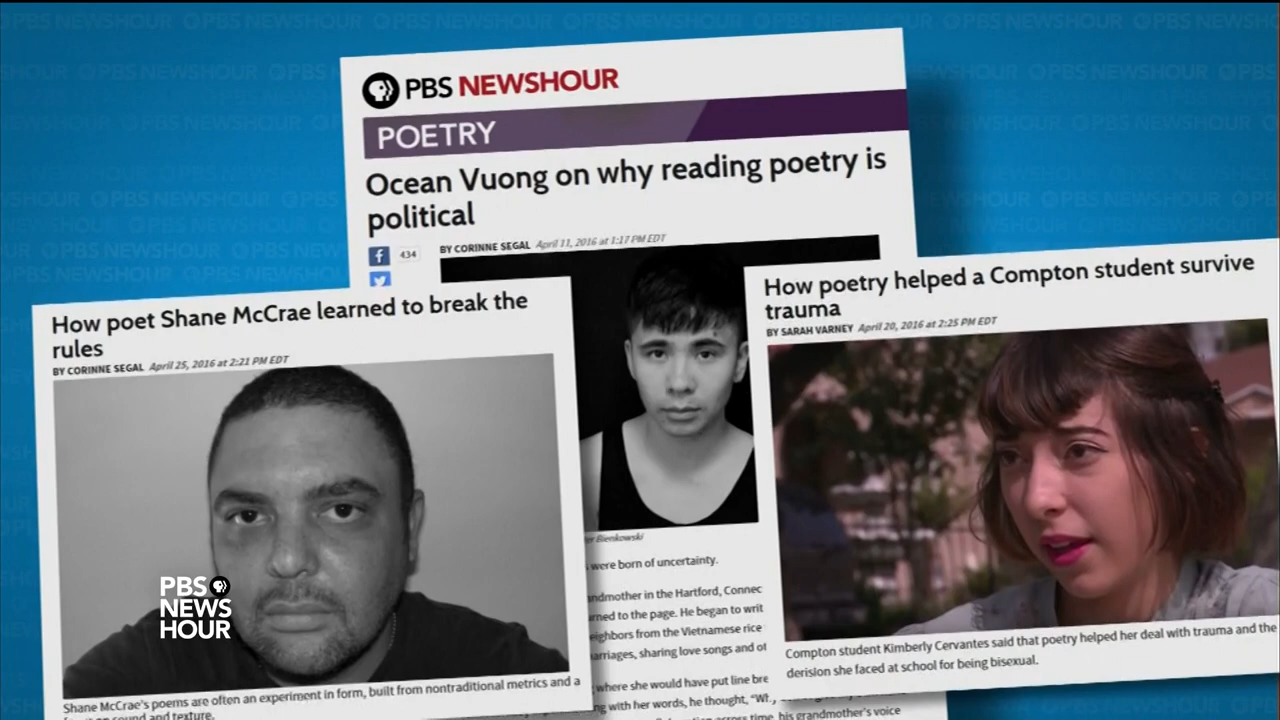 PBS NEWSHOUR
POETRY
Ocean Vuong on why reading poetry is
political
434
BY CORINNE SEGAL April 11, 2016 at 1:17 PM EDT
Bienkowski
were born of uncertainty.
andmother in the Hartford, Connec
rned to the page. He began to writ
eighbors from the Vietnamese rice
arriages, sharing love songs and ot
where she would have put line bre
ng with her words, he thought,
across time, his grandmother's voice
How poet Shane McCrae learned to break the
rules
BY CORINNE SEGAL April 25, 2016 at 2:21 PM EDT
Shane McCrae's poems are often an experiment in form, built from nontraditional metrics and a
sound and texture.
How poetry helped a Compton student survive
trauma
BY SARAH VARNEY April 20, 2016 at 2:25 PM EDT
Compton student Kimberly Cervantes said that poetry helped her deal with trauma and the
derision she faced at school for being bisexual.
PBS
NEWS
HOUR